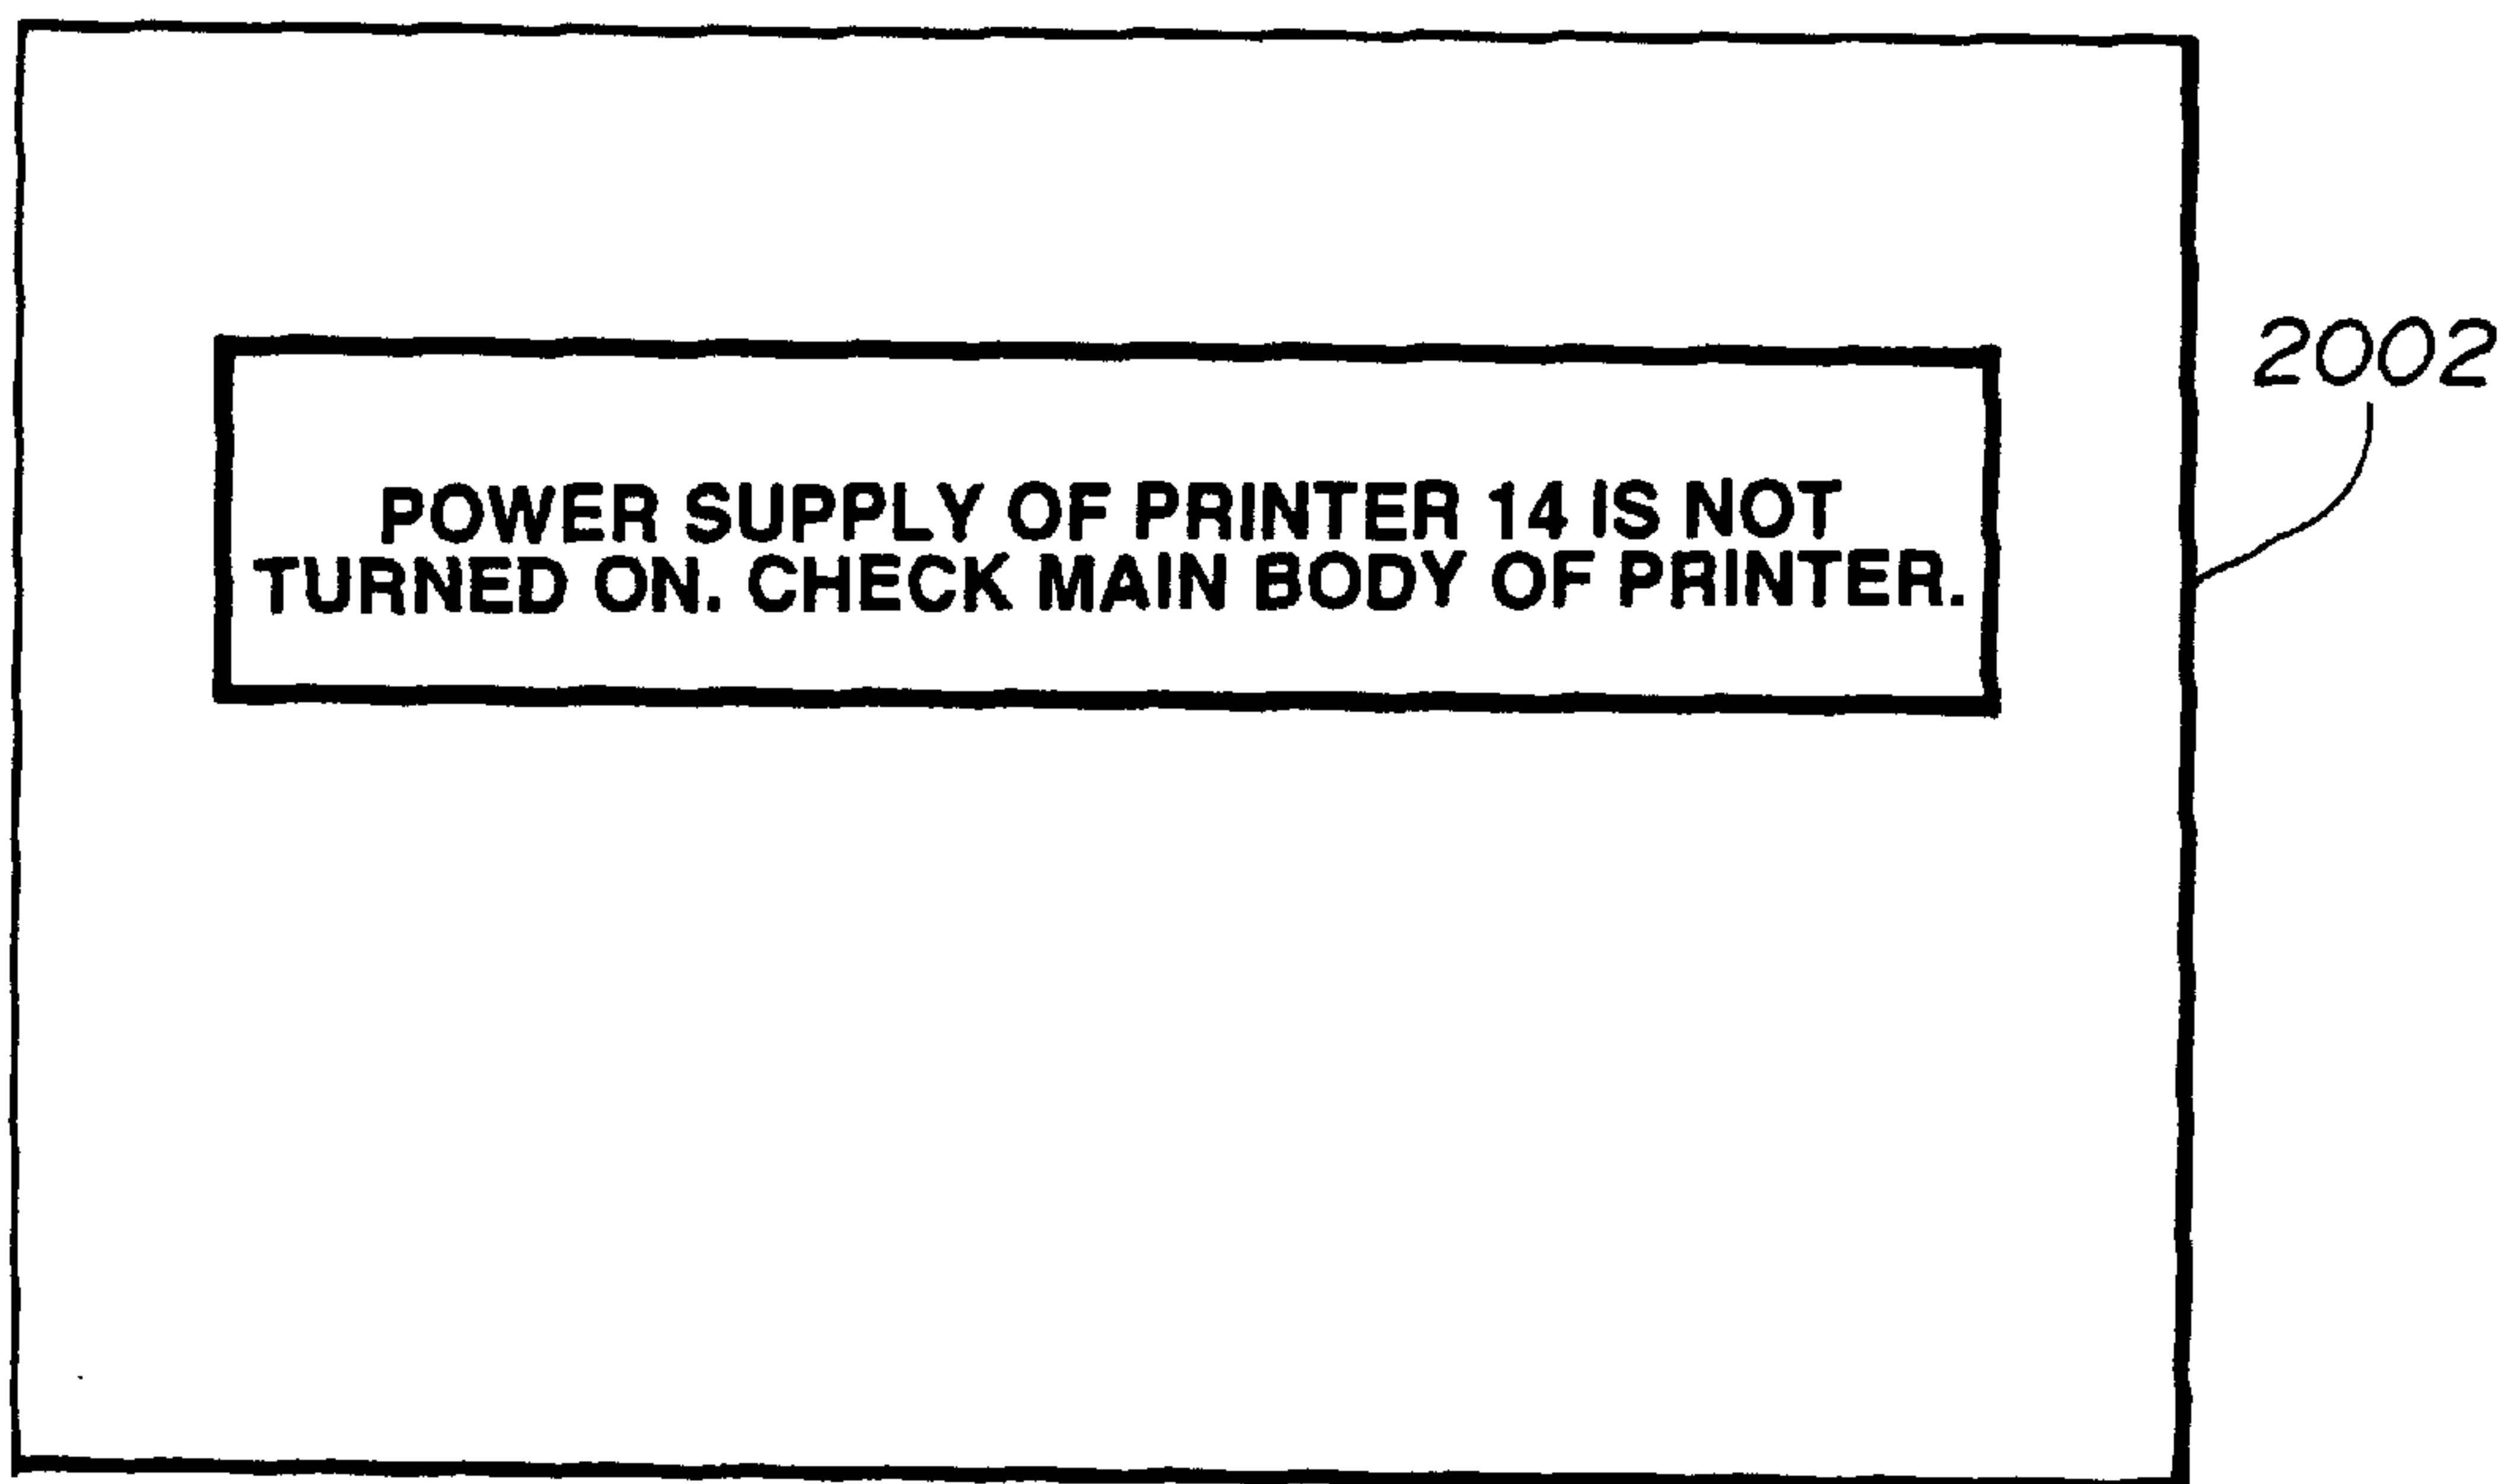 2002
POWER SUPPLY OF PRINTER 14 IS NOT
TURNED ON. CHECK MAIN BODY OF PRINTER.